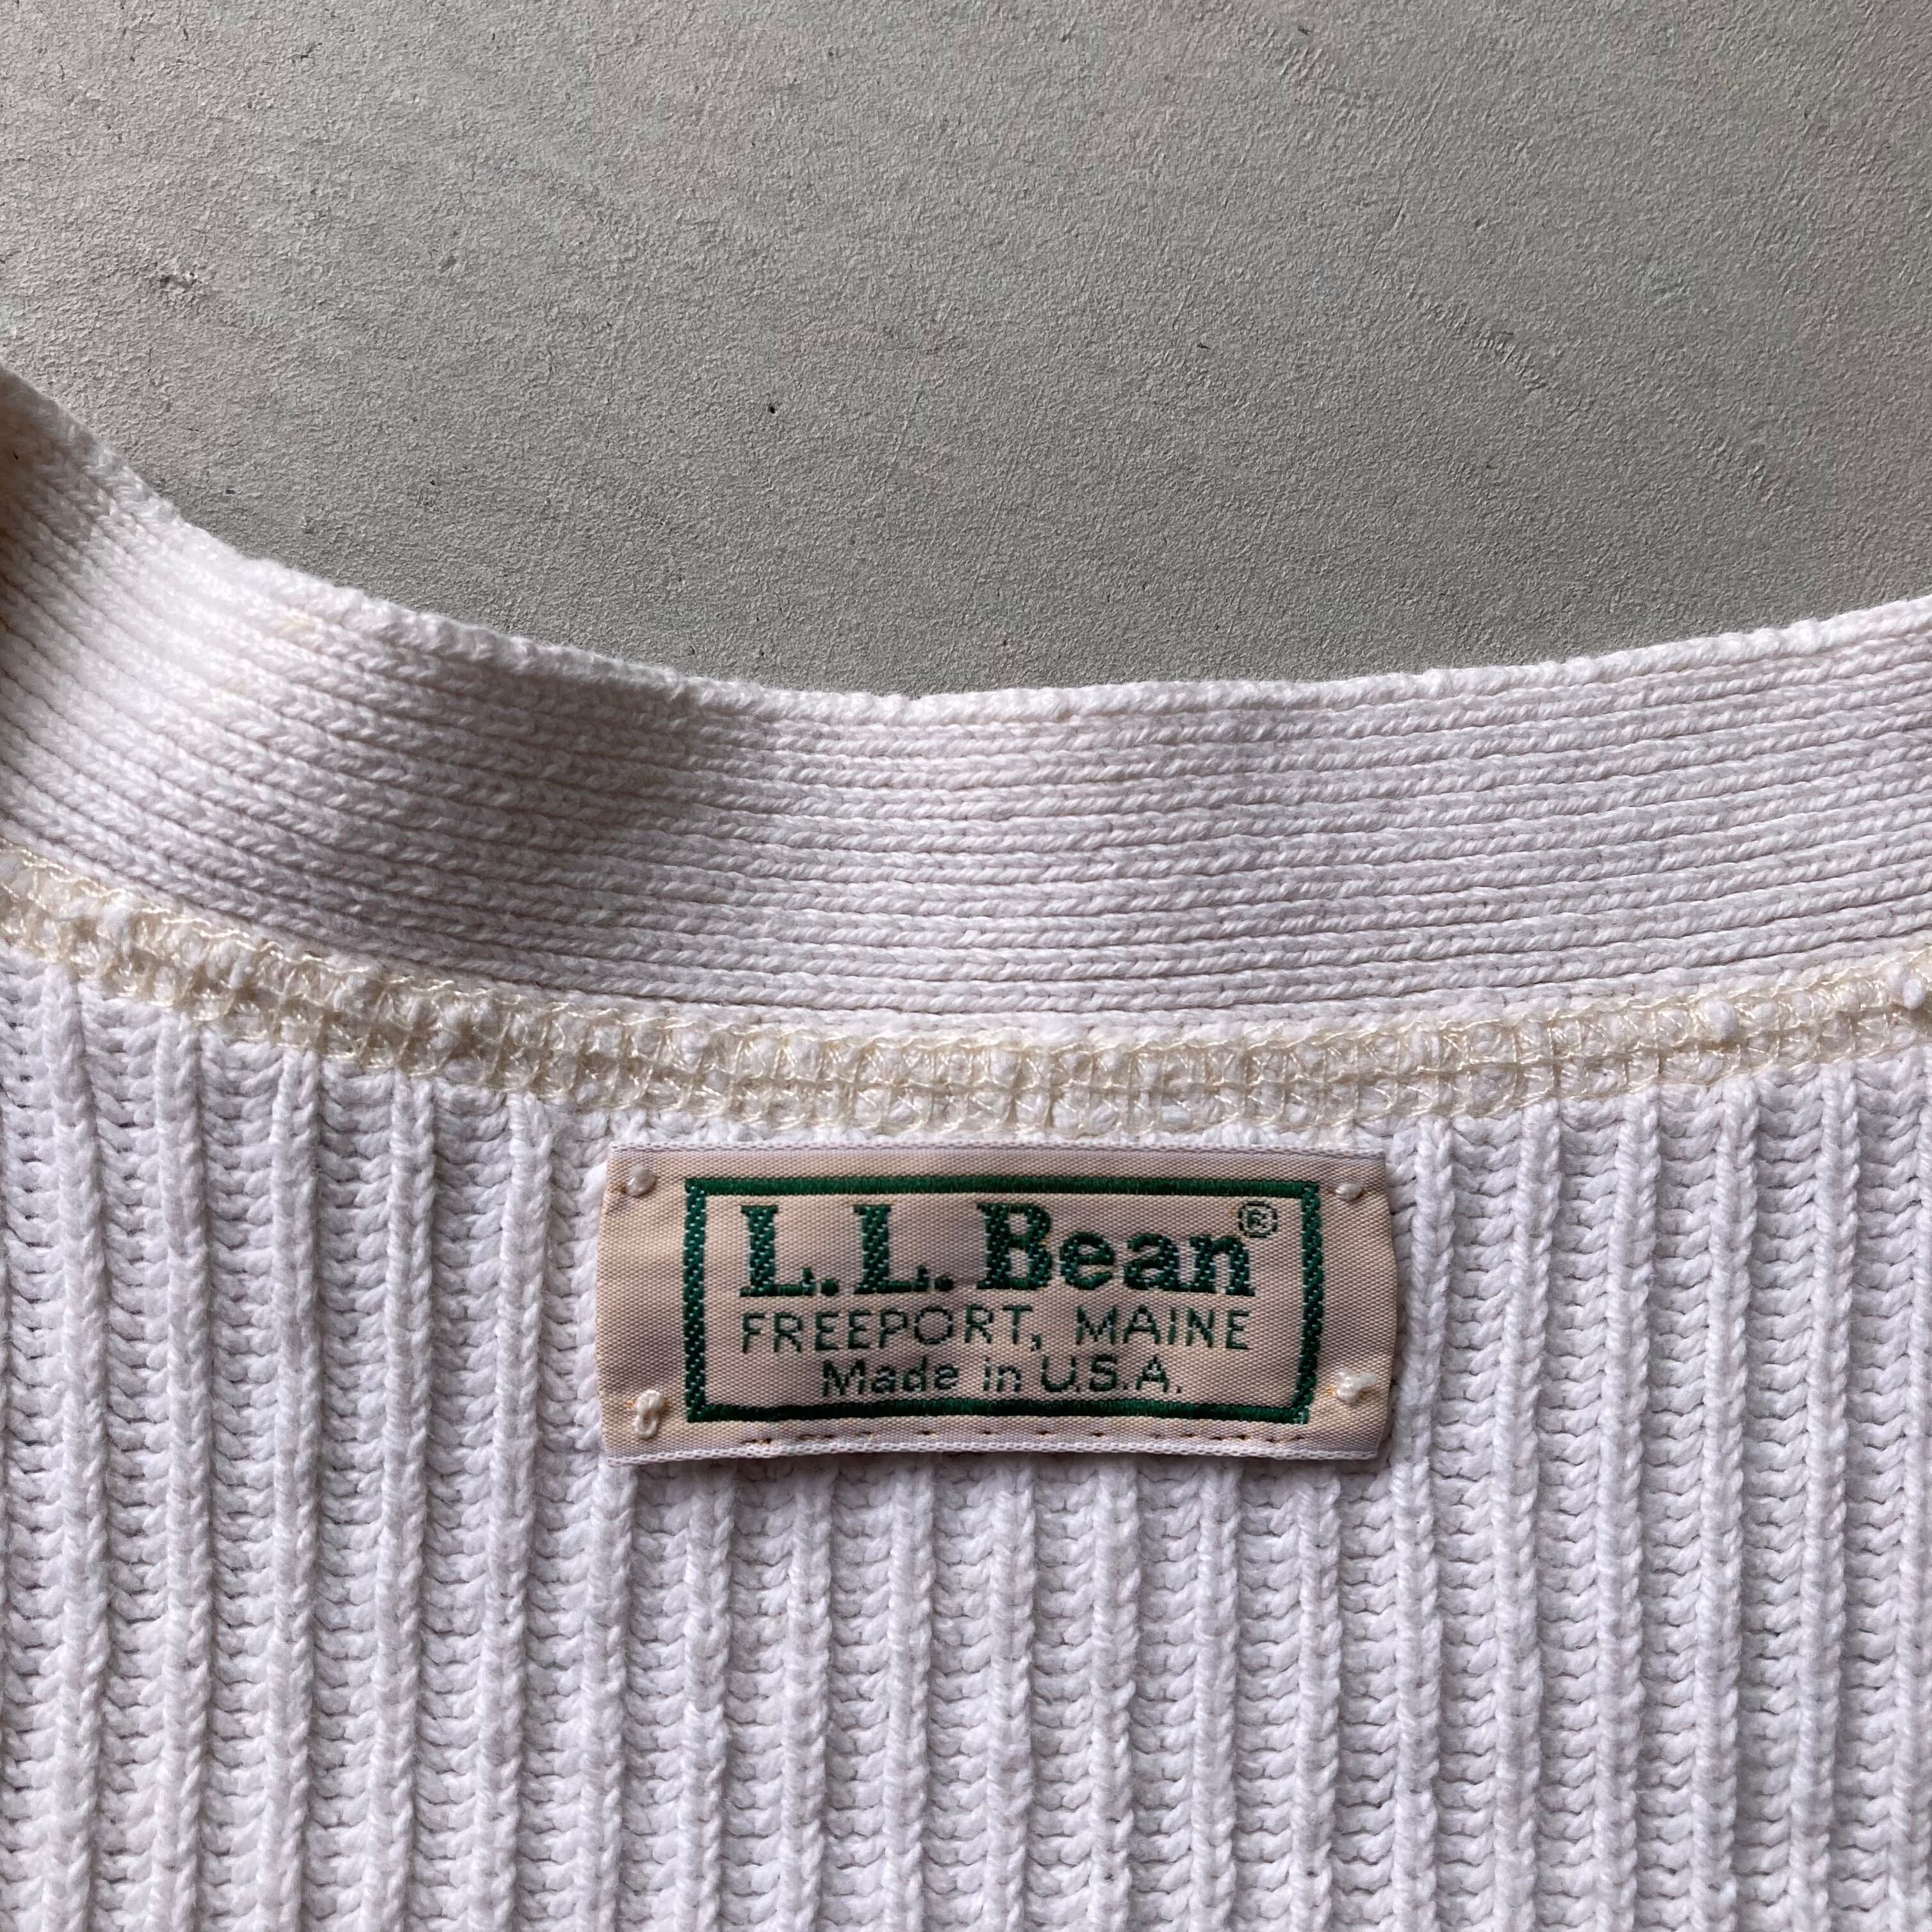 L.L.Bean®
FREEPORT, MAINE
Made in U.S.A.